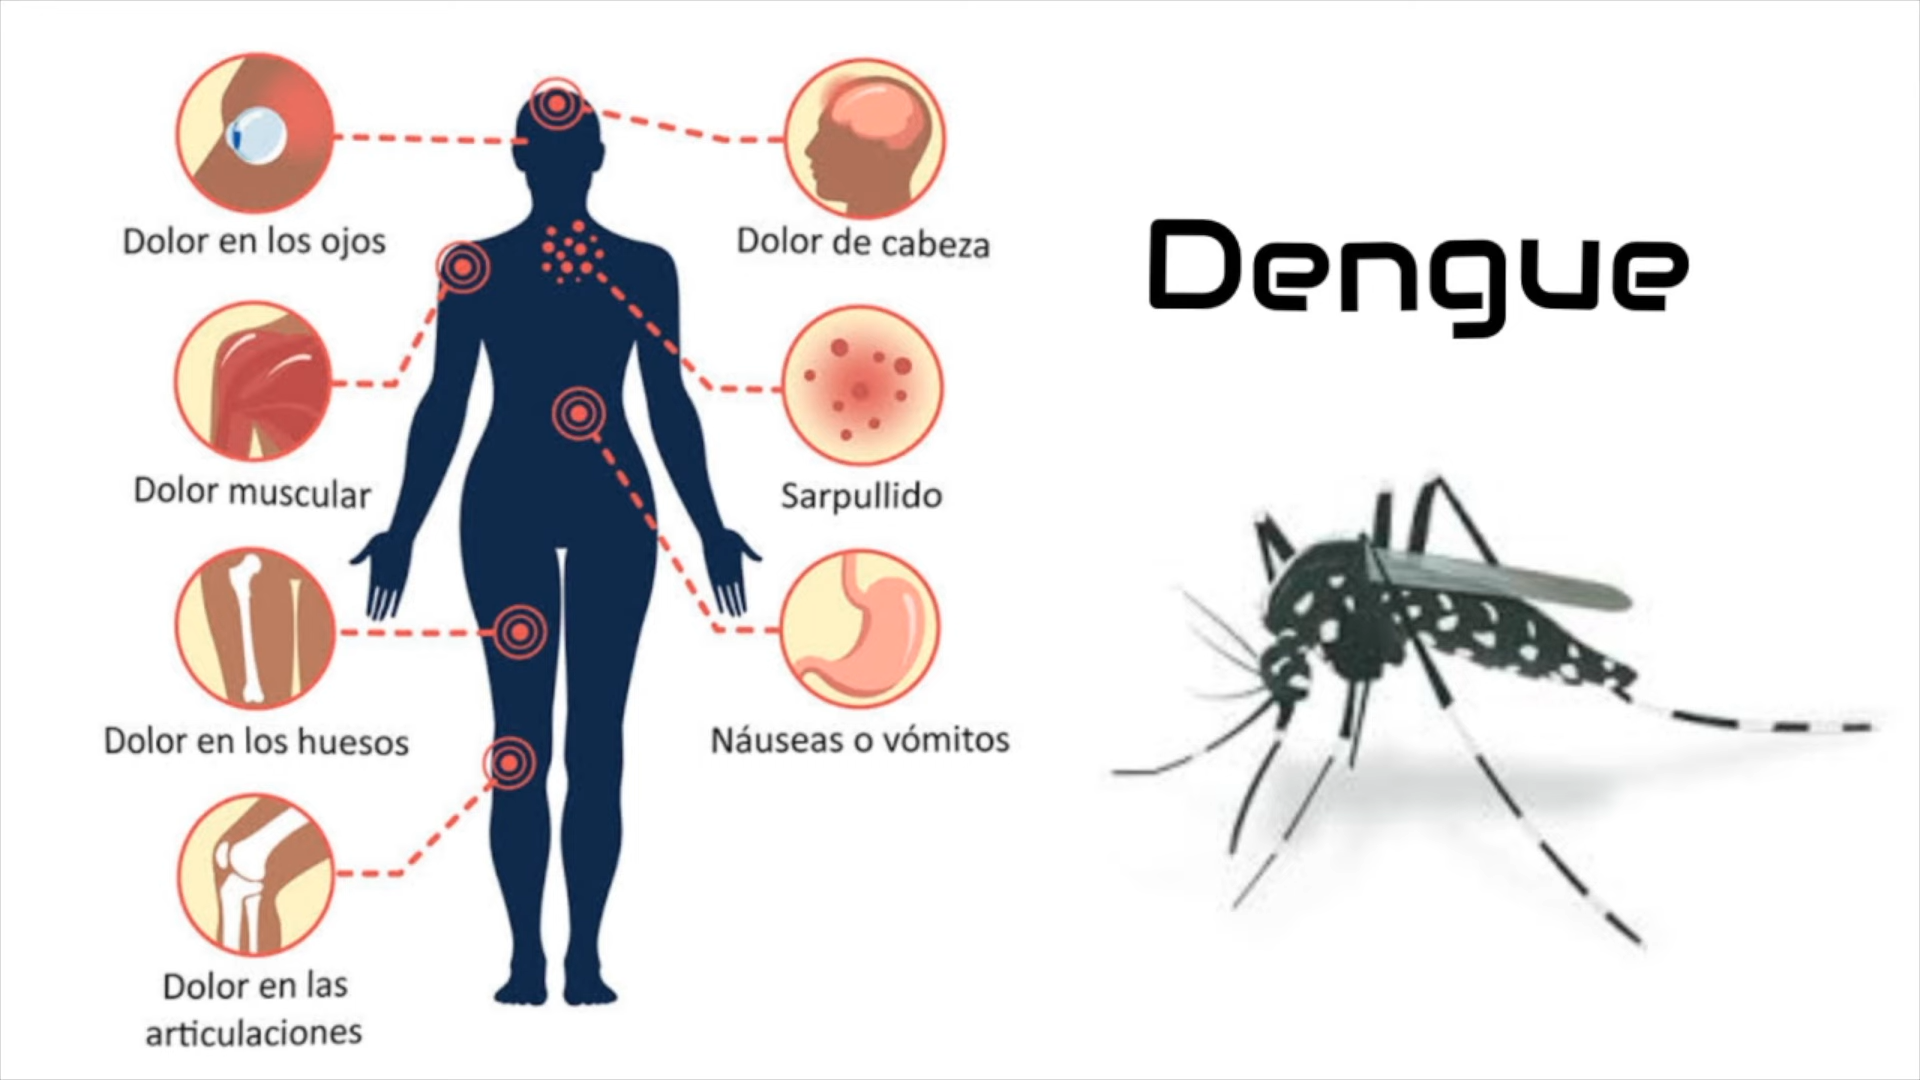 Dolor en los ojos
Dolor de cabeza
Dengue
Dolor muscular
Sarpullido
Dolor en los huesos
Náuseas o vómitos
Dolor en las
articulaciones